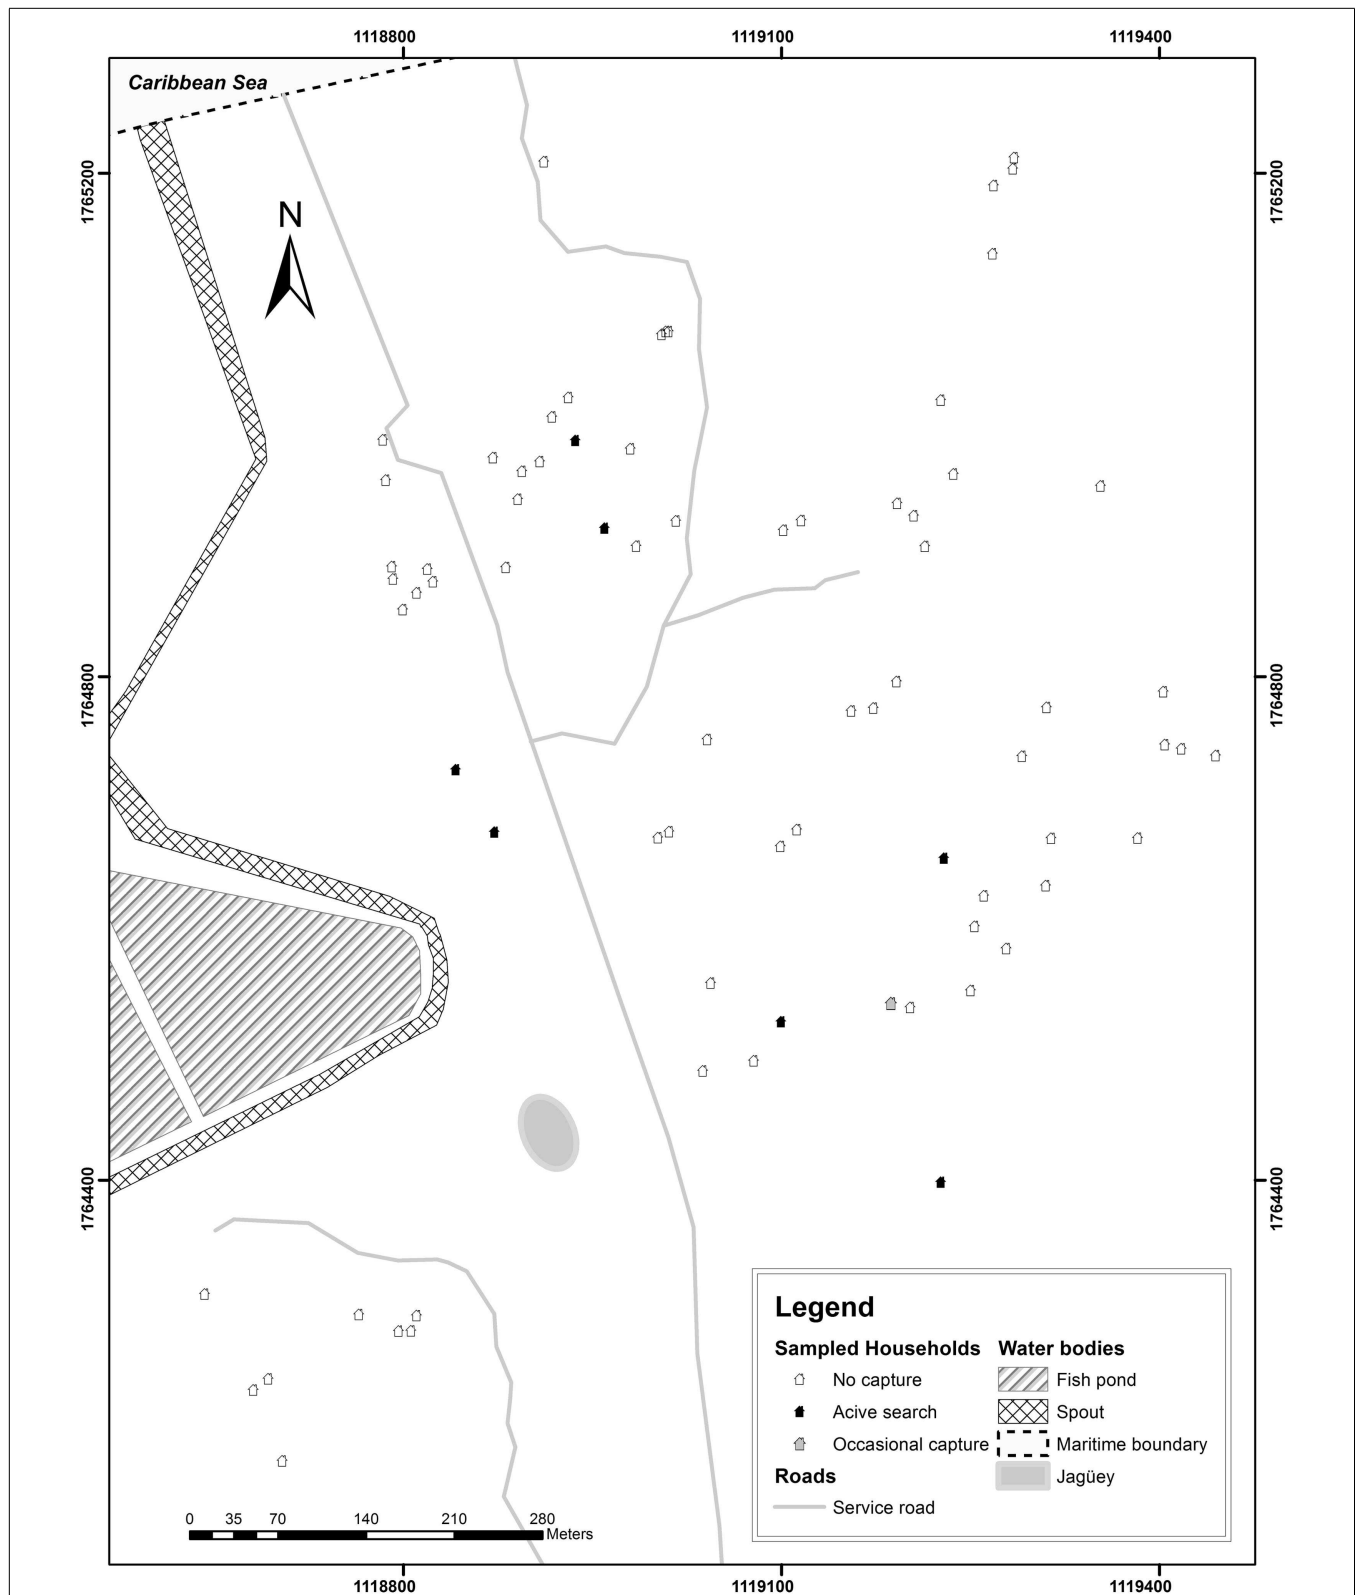 1118800 1119100 1119400
Caribbean Sea
1765200 1765200
N
1764800 1764800
1764400 1764400
Legend
Sampled Households Water bodies
No capture Fish pond
Acive search Spout
Occasional capture Maritime boundary
Roads Jagüey
Service road
0 35 70 140 210 280
Meters
1118800 1119100 1119400